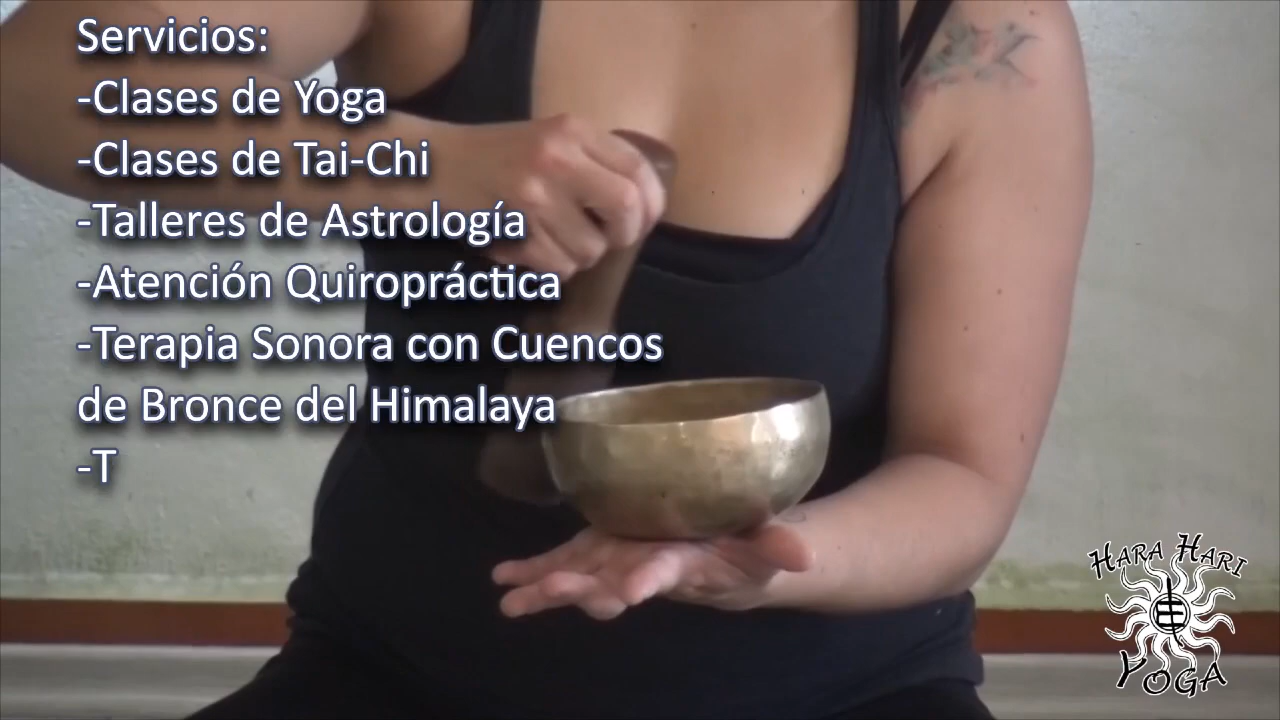 Servicios:
-Clases de Yoga
-Clases de Tai-Chi
-Talleres de Astrología
-Atención Quiropráctica
-Terapia Sonora con Cuencos
de Bronce del Himalaya
-T
HARA HARI
YOGA